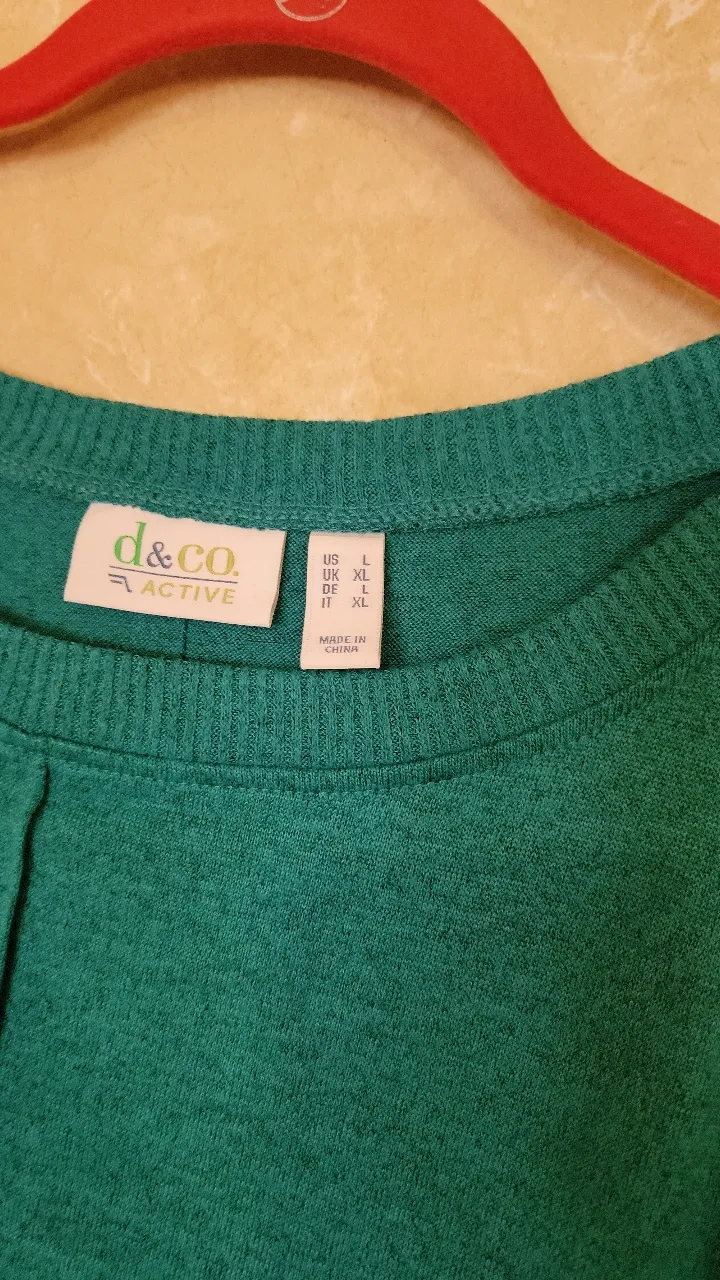 d&co.
ACTIVE
US L
UK XL
DE L
IT XL
MADE IN
CHINA